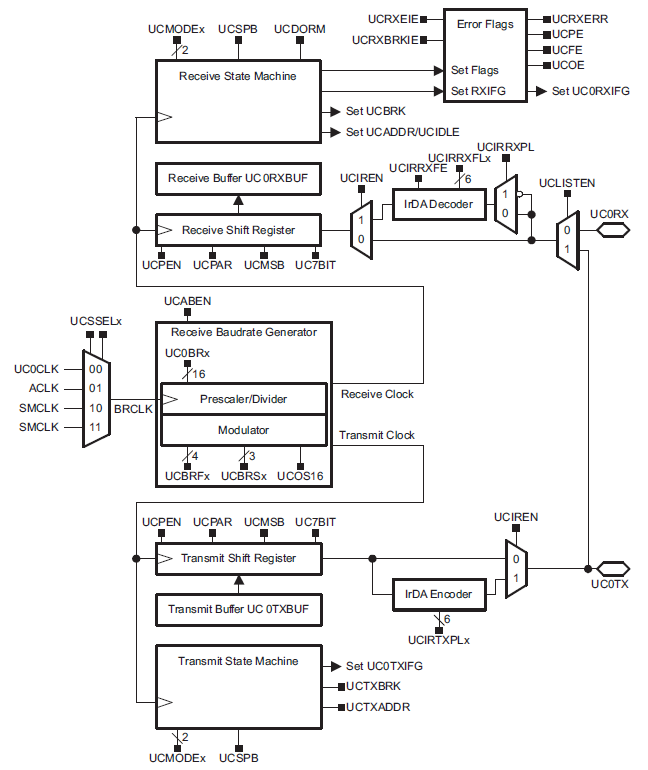 UCMODEx
UCSPB
UCDORM
2
Receive State Machine
UCRXEIE
UCRXBRKIE
Error Flags
Set Flags
Set RXIFG
UCRXERR
UCPE
UCFE
UCOE
Set UC0RXIFG
Set UCBRK
Set UCADDR/UCIDLE
Receive Buffer UC0RXBUF
Receive Shift Register
UCPEN
UCPAR
UCMSB
UC7BIT
UCIREN
1
0
UCIRRXFE
UCIRRXFLx
6
IrDA Decoder
UCIRRXPL
1
0
UCLISTEN
0
1
UC0RX
UCABEN
Receive Baudrate Generator
UC0BRx
16
Prescaler/Divider
Modulator
4
3
UCBRFx
UCBRSx
UCOS16
UCSSELx
UC0CLK
ACLK
SMCLK
SMCLK
00
01
10
11
BRCLK
Receive Clock
Transmit Clock
UCPEN
UCPAR
UCMSB
UC7BIT
Transmit Shift Register
Transmit Buffer UC 0TXBUF
UCIREN
0
1
IrDA Encoder
6
UCIRTXPLx
UC0TX
Transmit State Machine
Set UC0TXIFG
UCTXBRK
UCTXADDR
2
UCMODEx
UCSPB